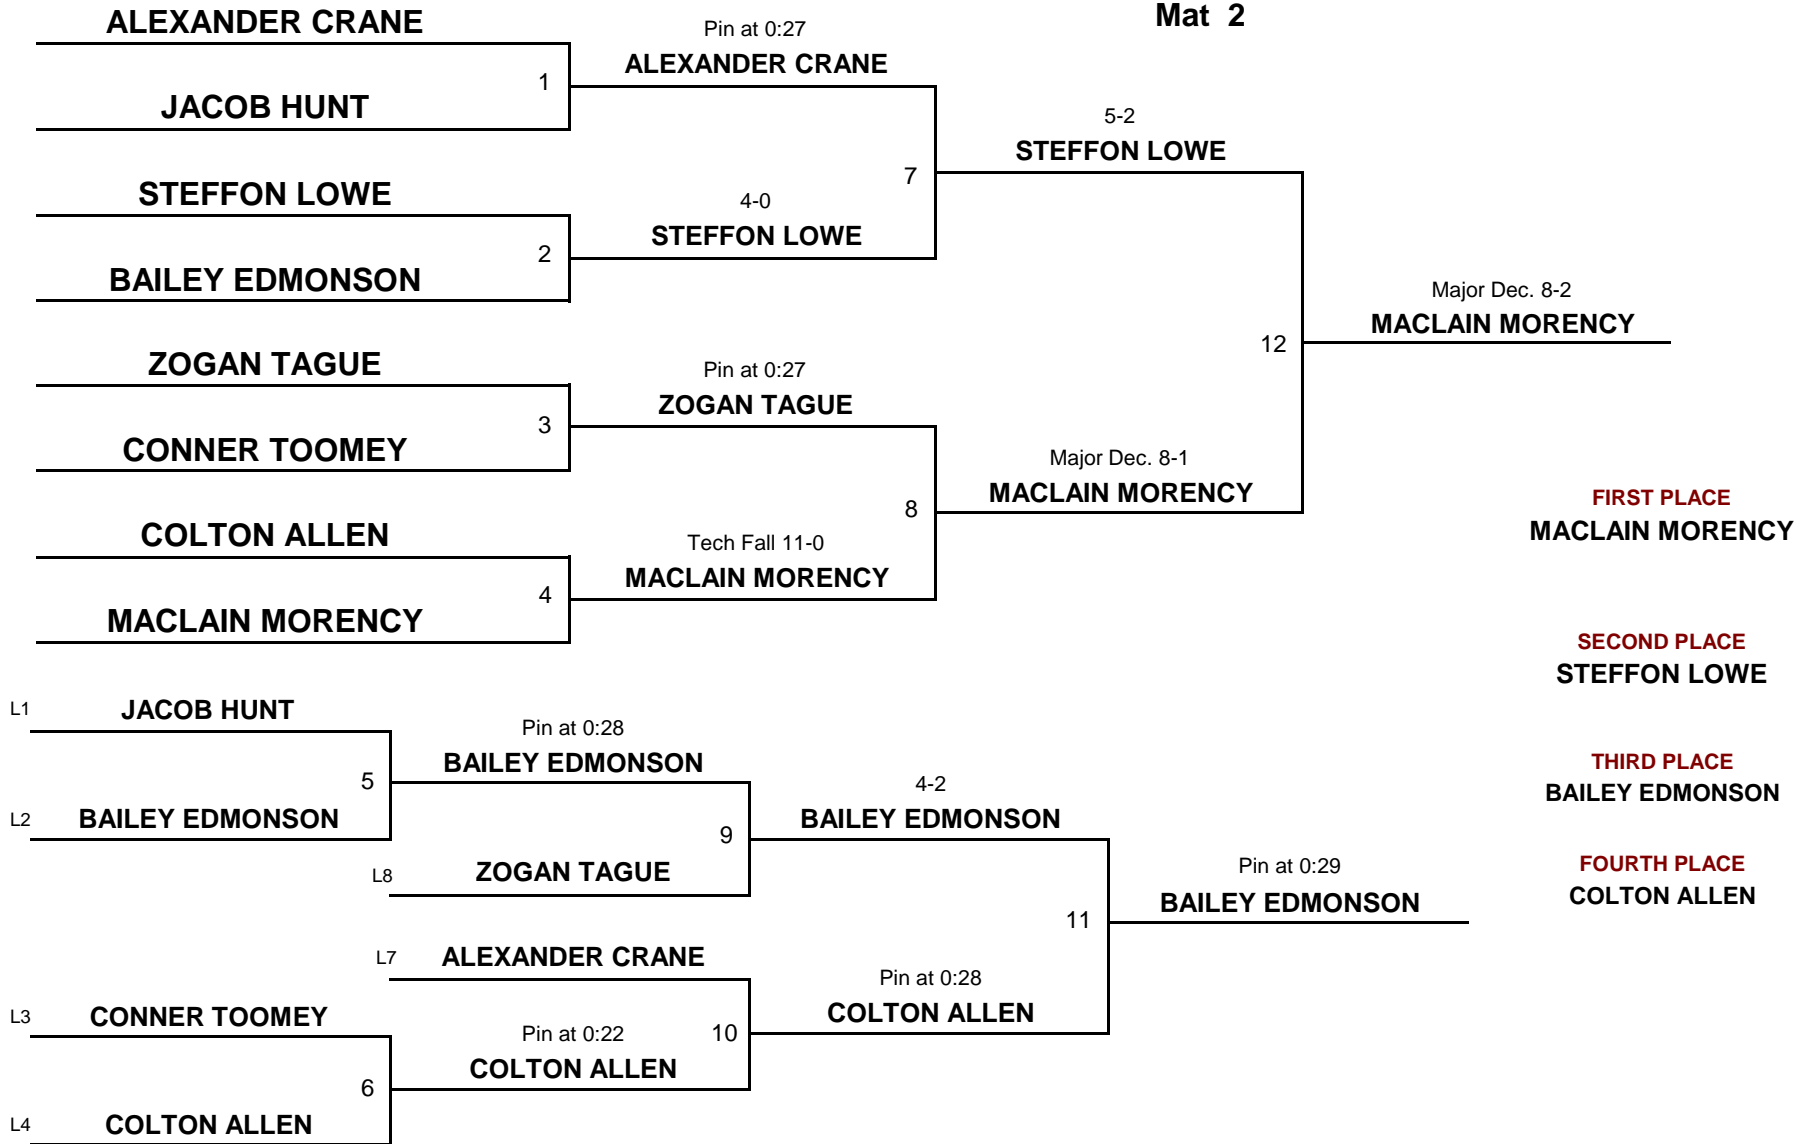 Mat 2
ALEXANDER CRANE
Pin at 0:27
ALEXANDER CRANE
1
JACOB HUNT
5-2
STEFFON LOWE
7
STEFFON LOWE
4-0
STEFFON LOWE
2
BAILEY EDMONSON
Major Dec. 8-2
MACLAIN MORENCY
12
ZOGAN TAGUE
Pin at 0:27
ZOGAN TAGUE
3
CONNER TOOMEY
Major Dec. 8-1
MACLAIN MORENCY
8
COLTON ALLEN
Tech Fall 11-0
MACLAIN MORENCY
4
MACLAIN MORENCY
FIRST PLACE
MACLAIN MORENCY
SECOND PLACE
STEFFON LOWE
THIRD PLACE
BAILEY EDMONSON
FOURTH PLACE
COLTON ALLEN
L1 JACOB HUNT
Pin at 0:28
BAILEY EDMONSON
5
L2 BAILEY EDMONSON
4-2
BAILEY EDMONSON
9
L8 ZOGAN TAGUE
Pin at 0:29
BAILEY EDMONSON
11
L7 ALEXANDER CRANE
Pin at 0:28
COLTON ALLEN
10
L3 CONNER TOOMEY
Pin at 0:22
COLTON ALLEN
6
L4 COLTON ALLEN